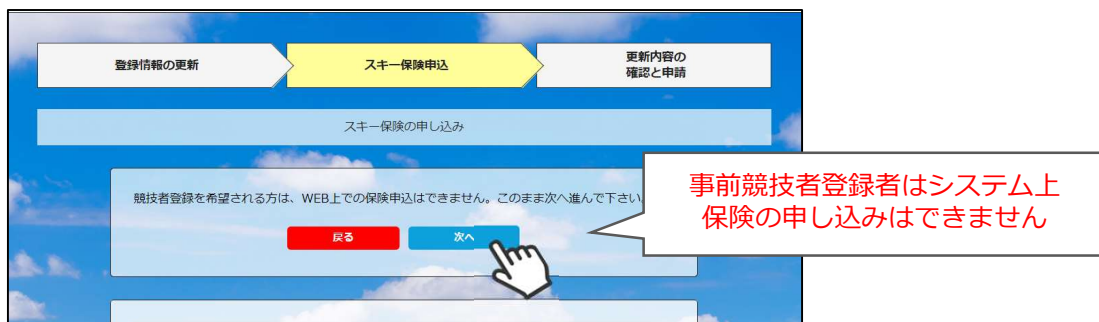 登録情報の更新
スキー保険申込
更新内容の
確認と申請
スキー保険の申し込み
競技者登録を希望される方は、WEB上での保険申込はできません。このまま次へ進んで下さい
戻る
次へ
事前競技者登録者はシステム上
保険の申し込みはできません